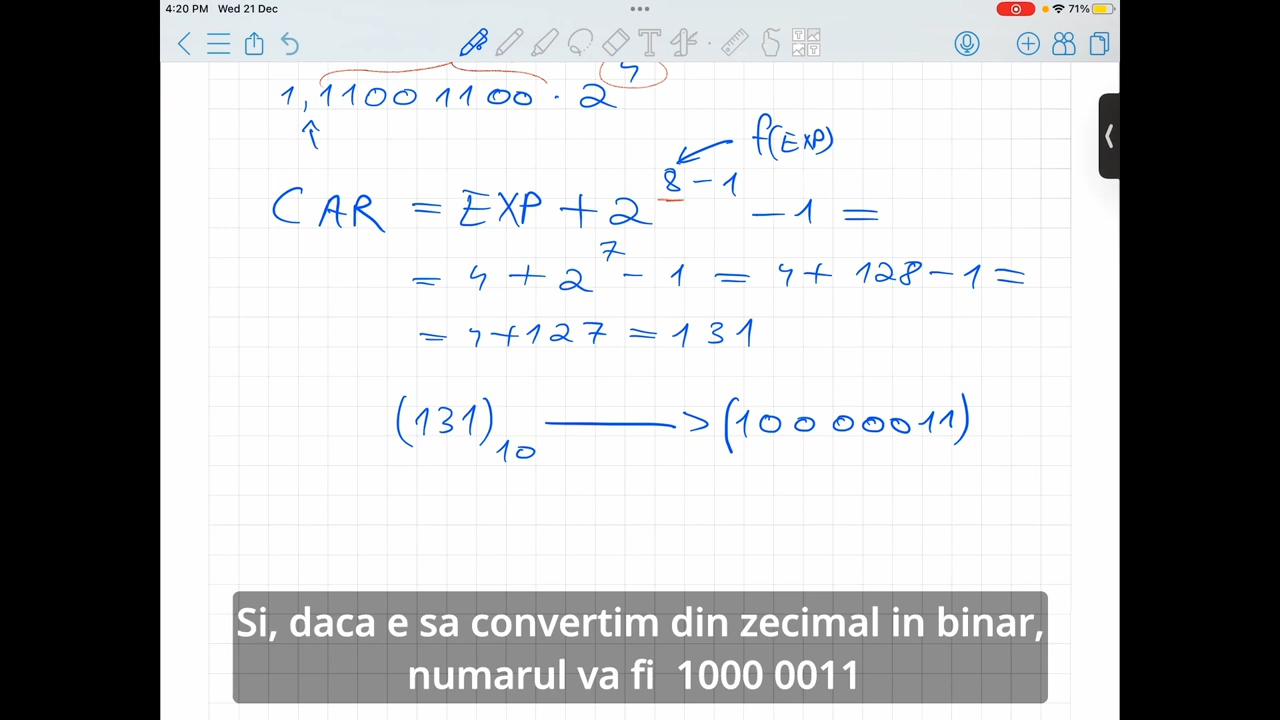 4:20 PM Wed 21 Dec
71%
4
1,11001100 · 2
f(EXP)
8 - 1
CAR = EXP + 2 - 1 =
7
= 4 + 2 - 1 = 4 + 128 - 1 =
= 4 + 127 = 131
(131)10 → (10000011)
Si, daca e sa convertim din zecimal in binar,
numarul va fi 1000 0011